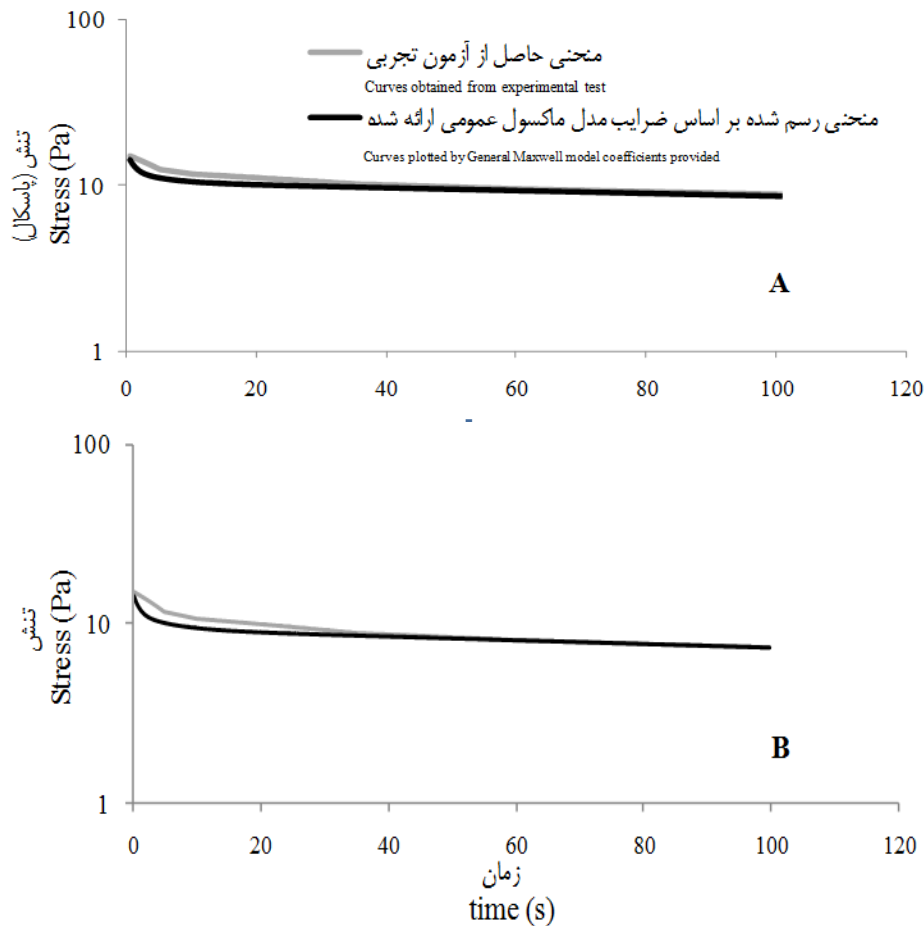 100
منحنی حاصل از آزمون تجربی
Curves obtained from experimental test
منحنی رسم شده بر اساس ضرایب مدل ماکسول عمومی ارائه شده
Curves plotted by General Maxwell model coefficients provided
تنش (پاسکال)
Stress (Pa)
10
A
1
0 20 40 60 80 100 120
100
تنش
Stress (Pa)
10
B
1
0 20 40 60 80 100 120
زمان
time (s)